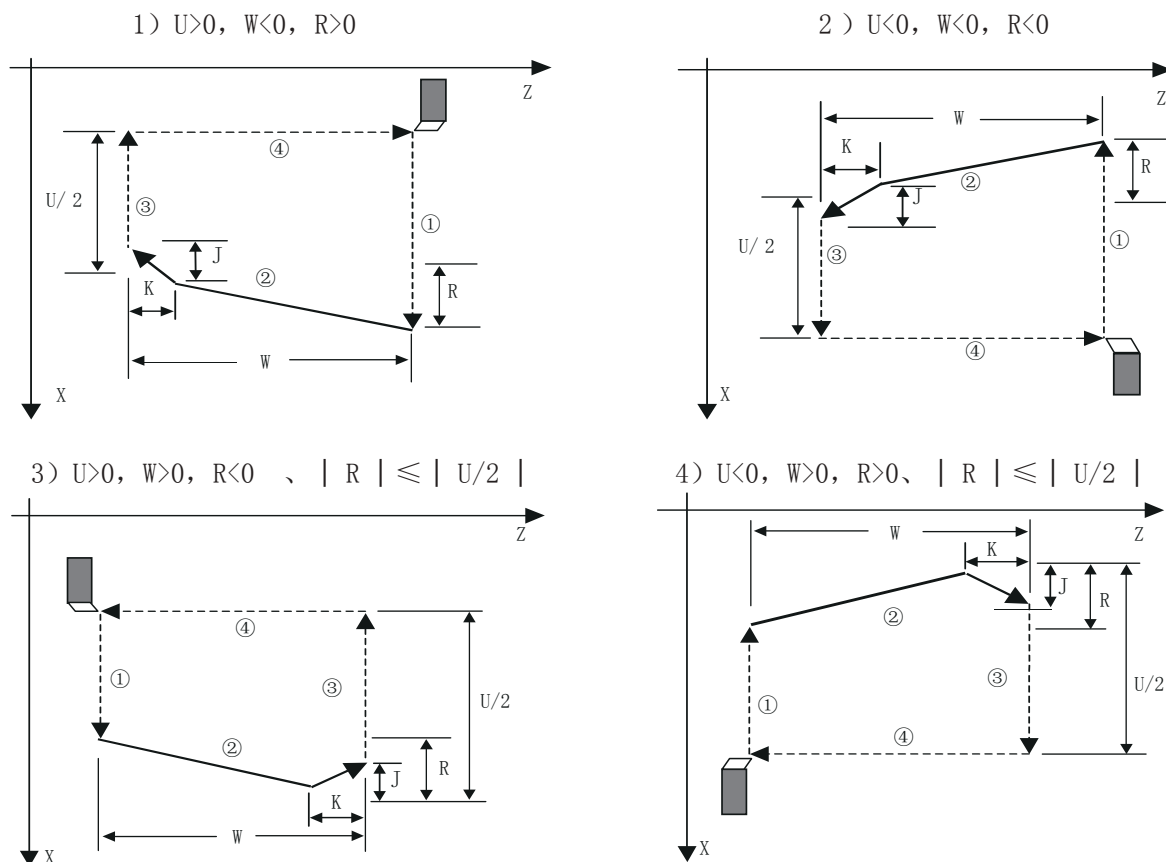 1）U>0，W<0，R>0
2 ）U<0，W<0，R<0
Z
④
U/ 2
③
①
J
②
K
R
W
X
Z
W
K
R
②
J
U/ 2
③
①
④
X
3）U>0，W>0，R<0 、｜R｜≤｜U/2｜
4）U<0，W>0，R>0、｜R｜≤｜U/2｜
Z
④
①
③
U/2
②
R
J
K
W
X
Z
W
K
J
R
②
③
U/2
①
④
X